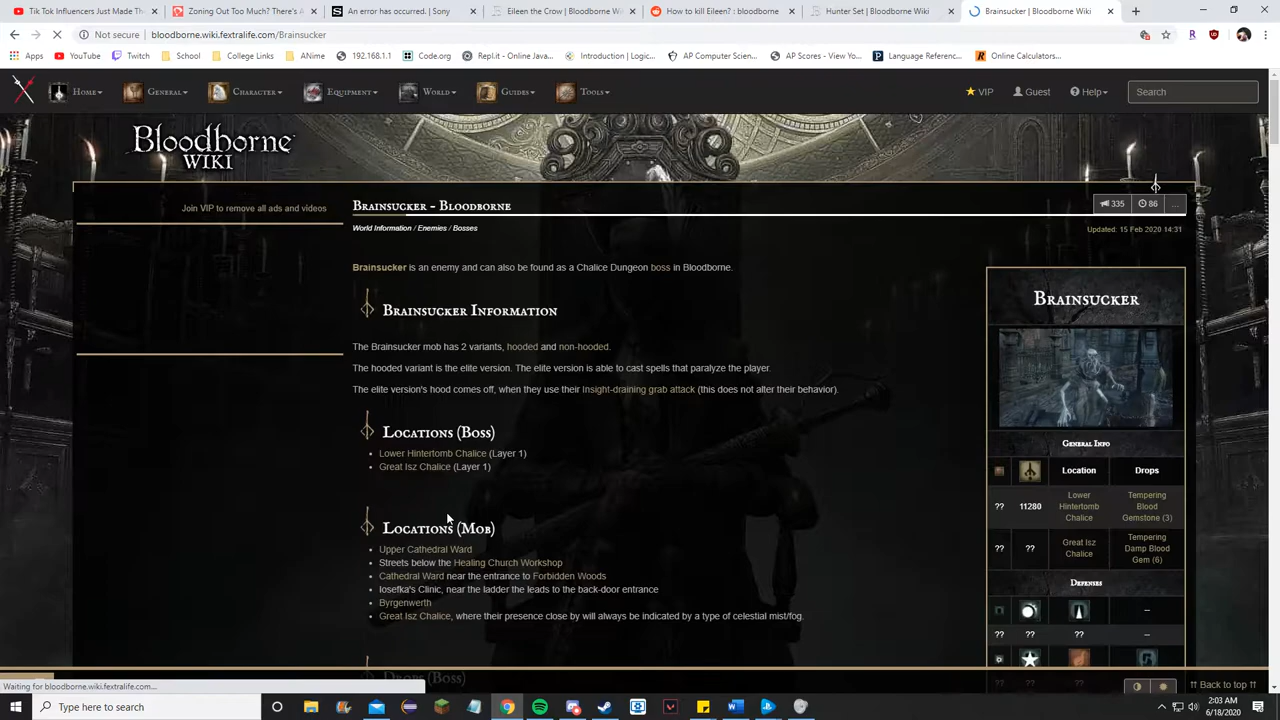 Tik Tok Influencers Just Made Th
Zoning Out Too Much? There's A
An error has occurred. | Sony
Eileen the Crow | Bloodborne Wi
How to kill Eileen? : bloodborne
Hunter Set | Bloodborne Wiki
Brainsucker | Bloodborne Wiki
Not secure | bloodborne.wiki.fextralife.com/Brainsucker
Apps YouTube Twitch School College Links ANime 192.168.1.1 Code.org Repl.it - Online Java... Introduction | Logic... AP Computer Scien... AP Scores - View Yo... Language Referenc... Online Calculators...
Home General Character Equipment World Guides Tools VIP Guest Help Search
Bloodborne
WIKI
Join VIP to remove all ads and videos
Brainsucker - Bloodborne
335 86 ...
World Information / Enemies / Bosses
Updated: 15 Feb 2020 14:31
Brainsucker is an enemy and can also be found as a Chalice Dungeon boss in Bloodborne.
Brainsucker Information
The Brainsucker mob has 2 variants, hooded and non-hooded.
The hooded variant is the elite version. The elite version is able to cast spells that paralyze the player.
The elite version's hood comes off, when they use their Insight-draining grab attack (this does not alter their behavior).
Locations (Boss)
Lower Hintertomb Chalice (Layer 1)
Great Isz Chalice (Layer 1)
Locations (Mob)
Upper Cathedral Ward
Streets below the Healing Church Workshop
Cathedral Ward near the entrance to Forbidden Woods
Iosefka's Clinic, near the ladder the leads to the back-door entrance
Byrgenwerth
Great Isz Chalice, where their presence close by will always be indicated by a type of celestial mist/fog.
Drops (Boss)
Brainsucker
General Info
Location Drops
?? 11280 Lower Hintertomb Chalice Tempering Blood Gemstone (3)
?? ?? Great Isz Chalice Tempering Damp Blood Gem (6)
Defenses
--
?? ?? ?? --
?? ?? ?? ??
Waiting for bloodborne.wiki.fextralife.com...
Back to top
Type here to search
2:03 AM
6/18/2020